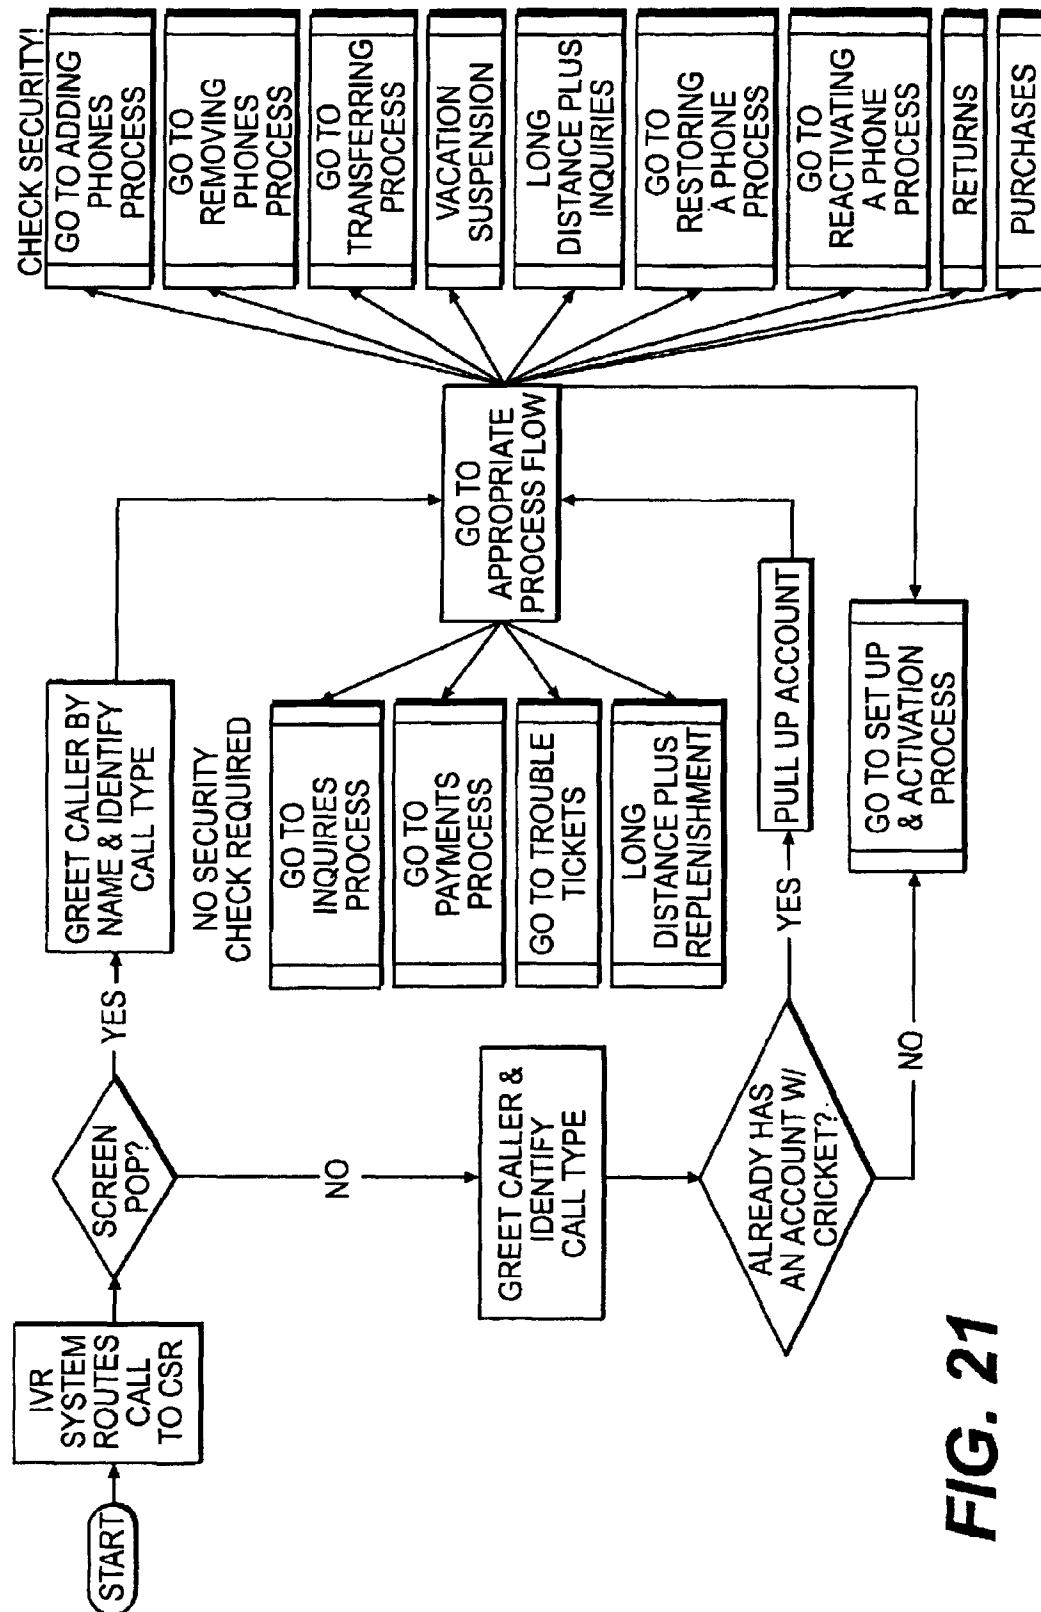 START
IVR
SYSTEM
ROUTES
CALL
TO CSR
SCREEN
POP?
YES
GREET CALLER BY
NAME & IDENTIFY
CALL TYPE
NO
GREET CALLER &
IDENTIFY
CALL TYPE
ALREADY HAS
AN ACCOUNT W/
CRICKET?
YES
PULL UP ACCOUNT
NO
GO TO SET UP
& ACTIVATION
PROCESS
GO TO
APPROPRIATE
PROCESS FLOW
NO SECURITY
CHECK REQUIRED
GO TO
INQUIRIES
PROCESS
GO TO
PAYMENTS
PROCESS
GO TO TROUBLE
TICKETS
LONG
DISTANCE PLUS
REPLENISHMENT
CHECK SECURITY!
GO TO ADDING
PHONES
PROCESS
GO TO
REMOVING
PHONES
PROCESS
GO TO
TRANSFERRING
PROCESS
VACATION
SUSPENSION
LONG
DISTANCE PLUS
INQUIRIES
GO TO
RESTORING
A PHONE
PROCESS
GO TO
REACTIVATING
A PHONE
PROCESS
RETURNS
PURCHASES
FIG. 21